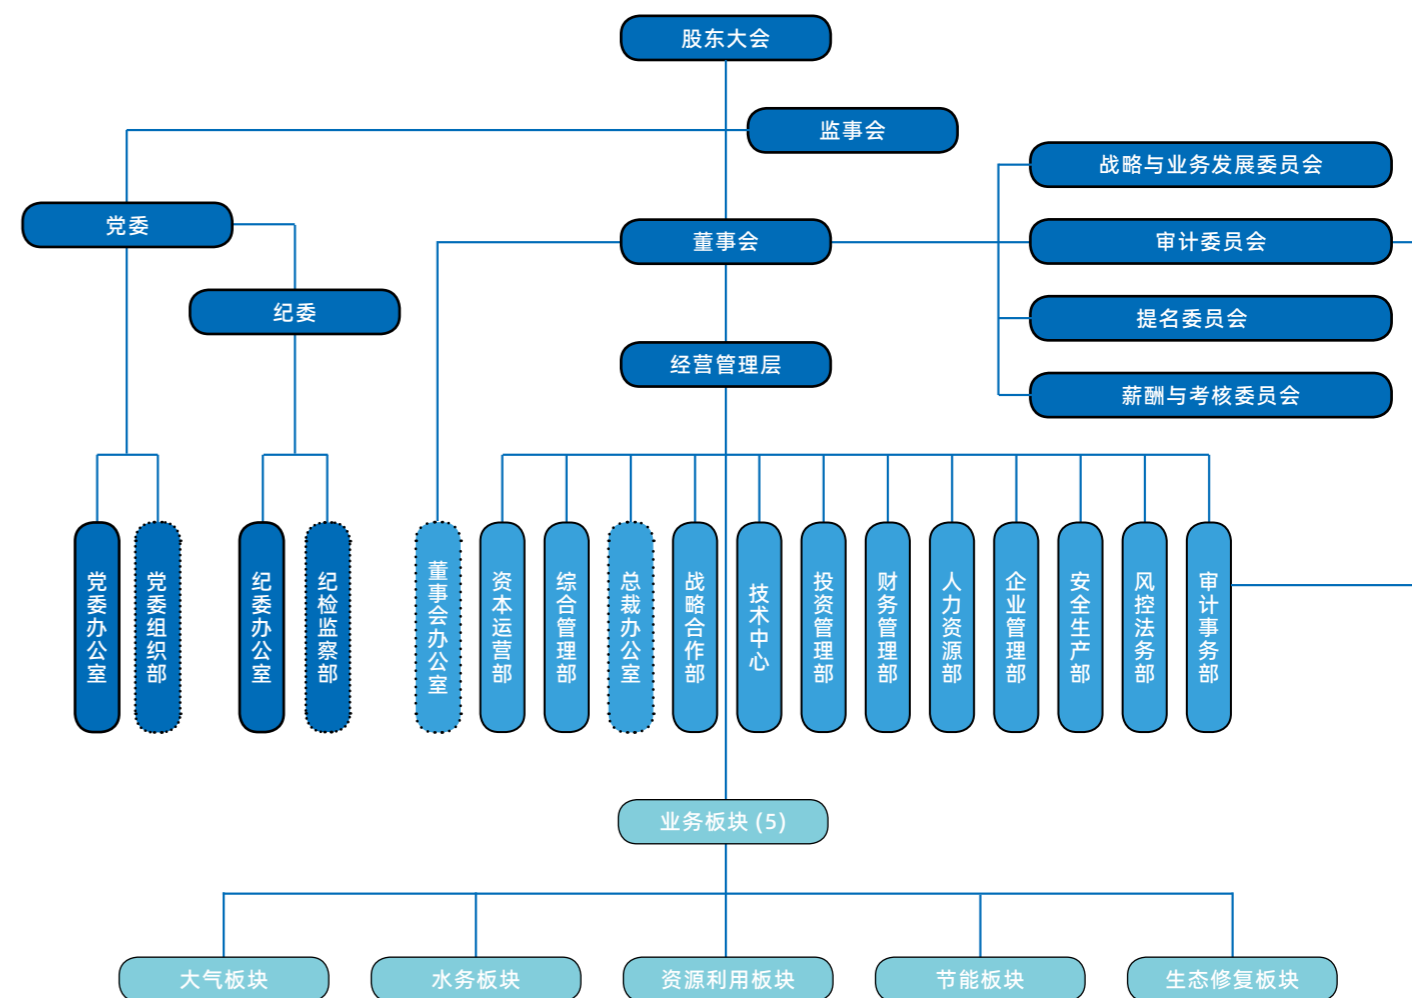 股东大会
监事会
战略与业务发展委员会
党委
董事会
审计委员会
纪委
提名委员会
经营管理层
薪酬与考核委员会
党委办公室
党委组织部
纪委办公室
纪检监察部
董事会办公室
资本运营部
综合管理部
总裁办公室
战略合作部
技术中心
投资管理部
财务管理部
人力资源部
企业管理部
安全生产部
风控法务部
审计事务部
业务板块 (5)
大气板块
水务板块
资源利用板块
节能板块
生态修复板块